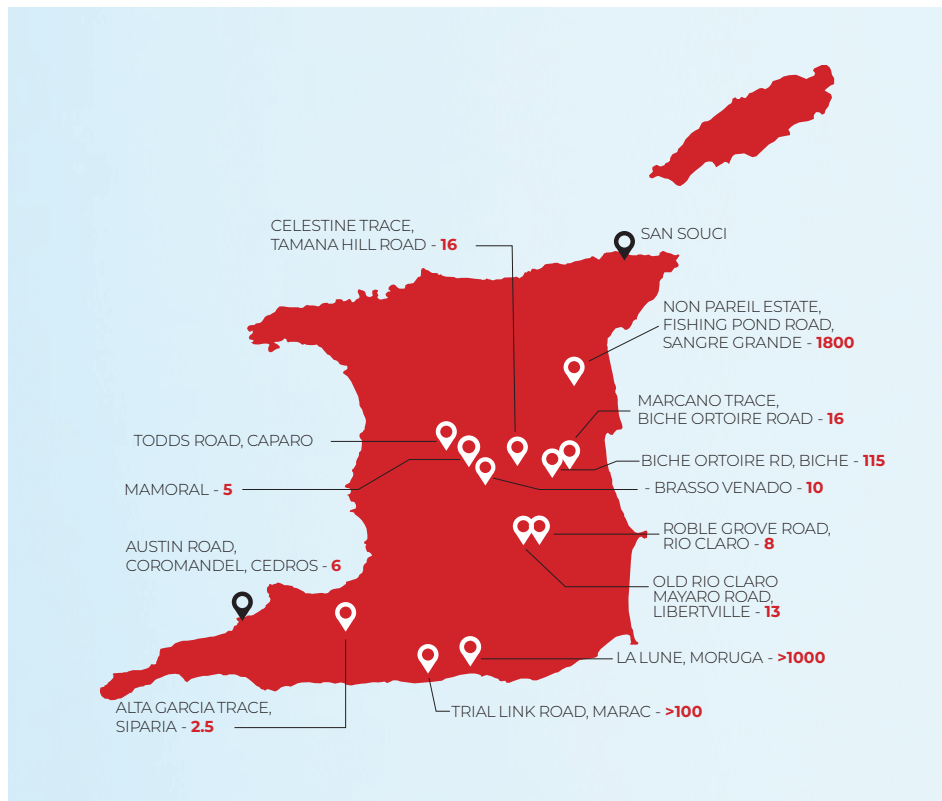 CELESTINE TRACE,
TAMANA HILL ROAD - 16
SAN SOUCI
NON PAREIL ESTATE,
FISHING POND ROAD,
SANGRE GRANDE - 1800
MARCANO TRACE,
BICHE ORTOIRE ROAD - 16
TODDS ROAD, CAPARO
BICHE ORTOIRE RD, BICHE - 115
MAMORAL - 5
- BRASSO VENADO - 10
ROBLE GROVE ROAD,
RIO CLARO - 8
AUSTIN ROAD,
COROMANDEL, CEDROS - 6
OLD RIO CLARO
MAYARO ROAD,
LIBERTVILLE - 13
LA LUNE, MORUGA - >1000
ALTA GARCIA TRACE,
SIPARIA - 2.5
TRIAL LINK ROAD, MARAC - >100